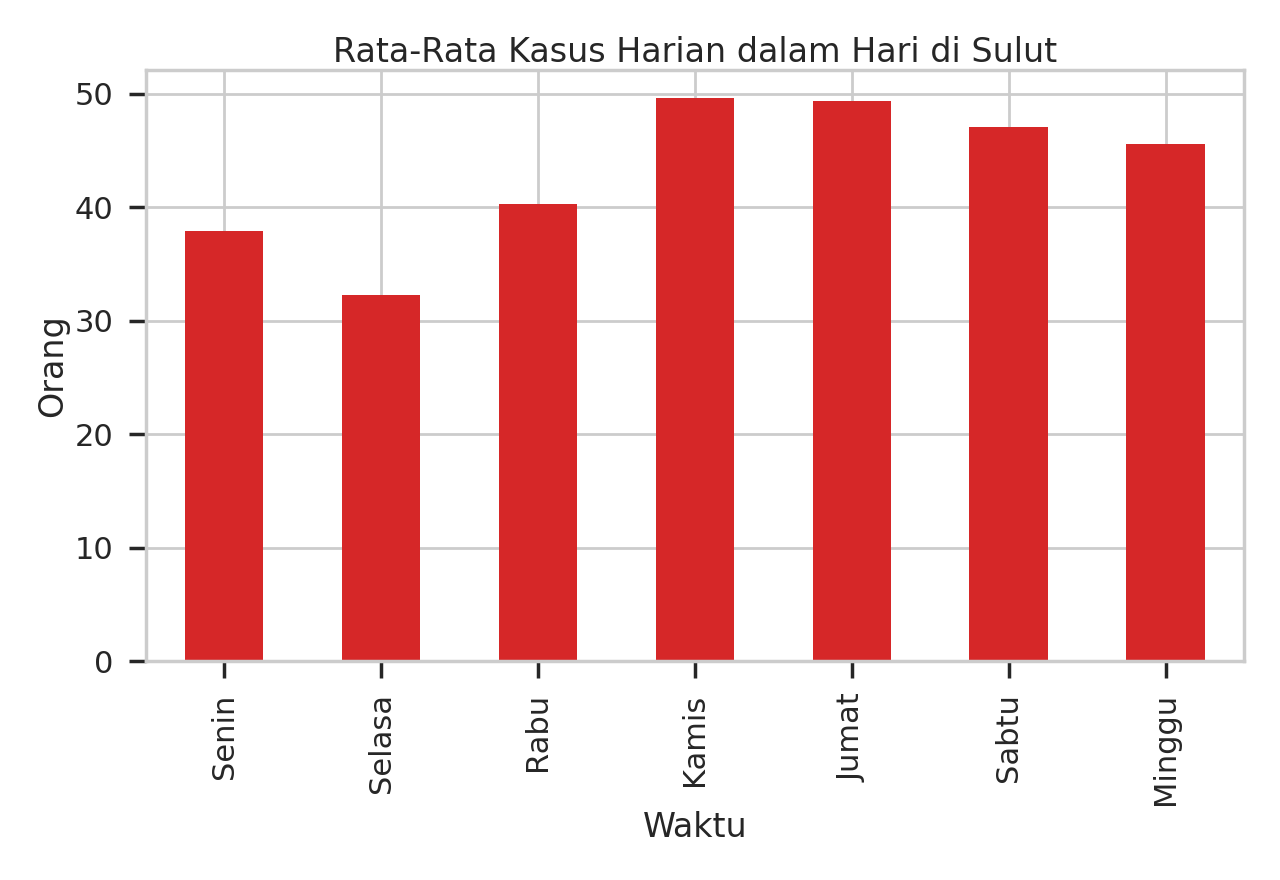 Rata-Rata Kasus Harian dalam Hari di Sulut
50
40
30
20
10
0
Orang
Senin
Selasa
Rabu
Kamis
Jumat
Sabtu
Minggu
Waktu